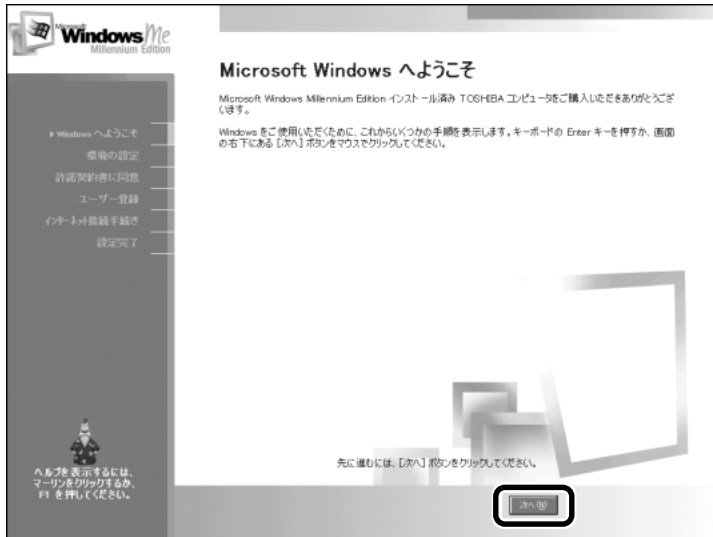 Microsoft
Windows Me
Millennium Edition
Microsoft Windows へようこそ
Microsoft Windows Millennium Edition インストール済み TOSHIBA コンピュータをご購入いただきありがとうござ
います。
Windows をご使用いただくために、これからいくつかの手順を表示します。キーボードの Enter キーを押すか、画面
の右下にある [次へ] ボタンをマウスでクリックしてください。
Windows へようこそ
環境の設定
許諾契約書に同意
ユーザー登録
インターネット接続手続き
設定完了
ヘルプを表示するには、
マーリンをクリックするか、
F1 を押してください。
先に進むには、[次へ] ボタンをクリックしてください。
次へ(N)